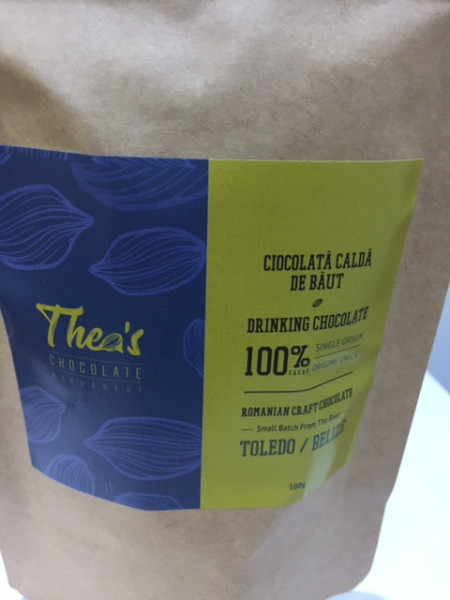 Thea's
CHOCOLATE
CIOCOLATĂ CALDĂ
DE BĂUT
DRINKING CHOCOLATE
100%
CACAO
SINGLE ORIGIN
ORIGINE UNICĂ
ROMANIAN CRAFT CHOCOLATE
Small Batch From The Bean
TOLEDO / BELIZE
100g